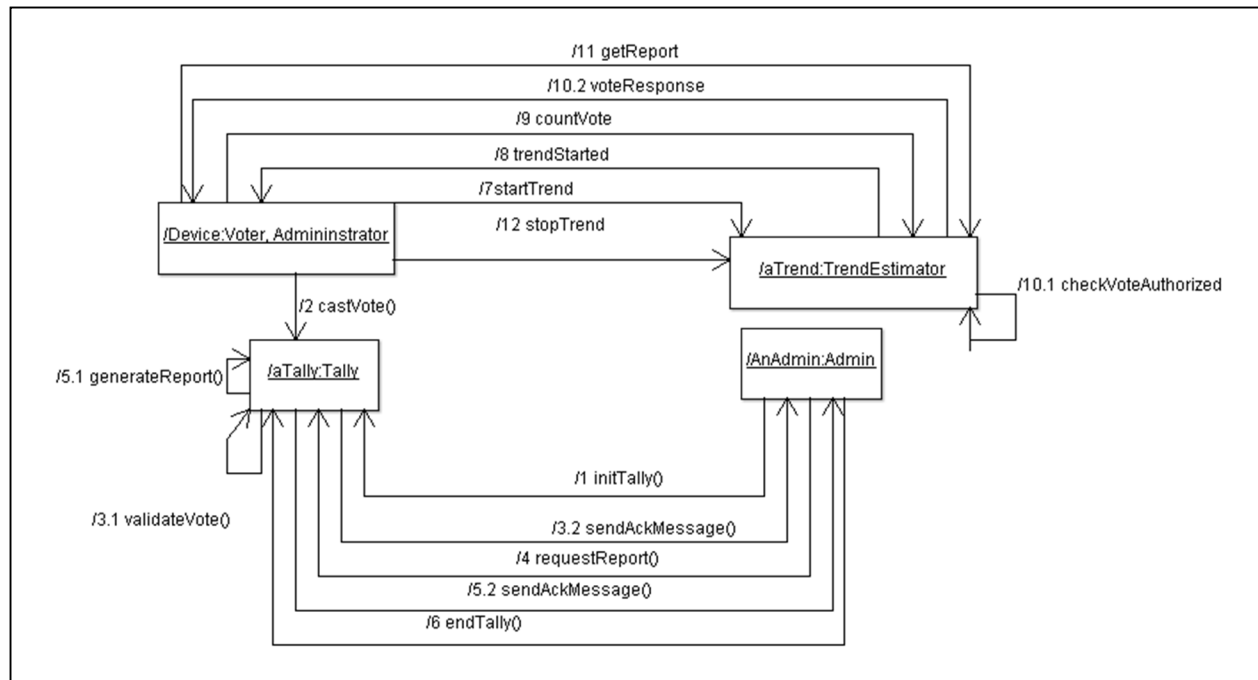 /11 getReport
/10.2 voteResponse
/9 countVote
/8 trendStarted
/7startTrend
/12 stopTrend
/Device:Voter, Admininstrator
/aTrend:TrendEstimator
/10.1 checkVoteAuthorized
/2 castVote()
/5.1 generateReport()
/aTally:Tally
/AnAdmin:Admin
/1 initTally()
/3.1 validateVote()
/3.2 sendAckMessage()
/4 requestReport()
/5.2 sendAckMessage()
/6 endTally()